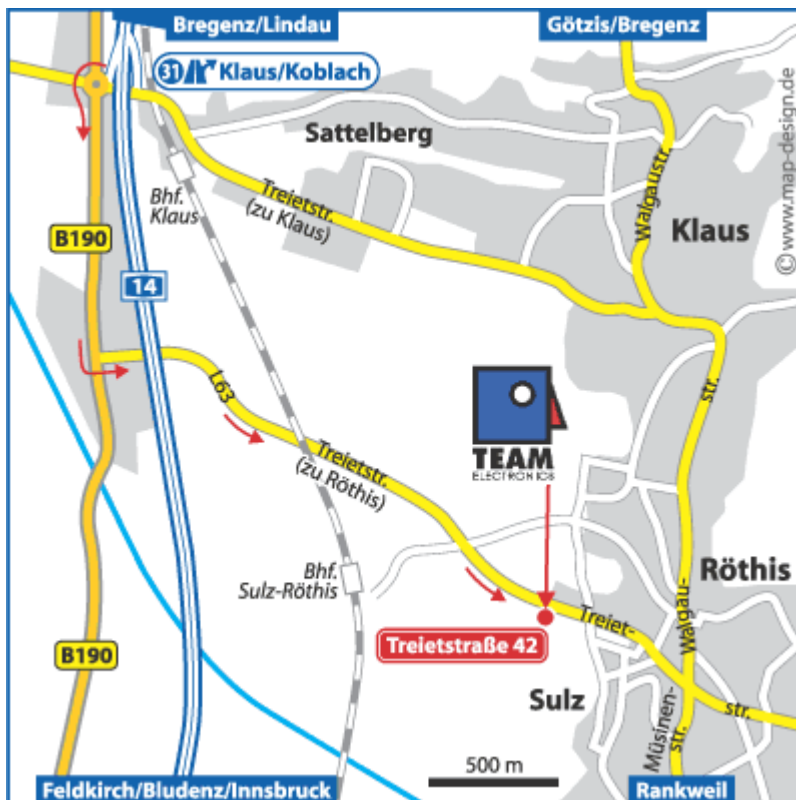 Bregenz/Lindau
Götzis/Bregenz
31 Klaus/Koblach
© www.map-design.de
Sattelberg
Walgaustr.
Bhf.
Klaus
Treietstr.
(zu Klaus)
Klaus
B190
14
L63
str.
TEAM
ELECTRONICS
Treietstr.
(zu Röthis)
Bhf.
Sulz-Röthis
Röthis
Treiet-
Walgau-
Treietstraße 42
B190
Sulz
Müsinen-
str.
str.
500 m
Feldkirch/Bludenz/Innsbruck
Rankweil